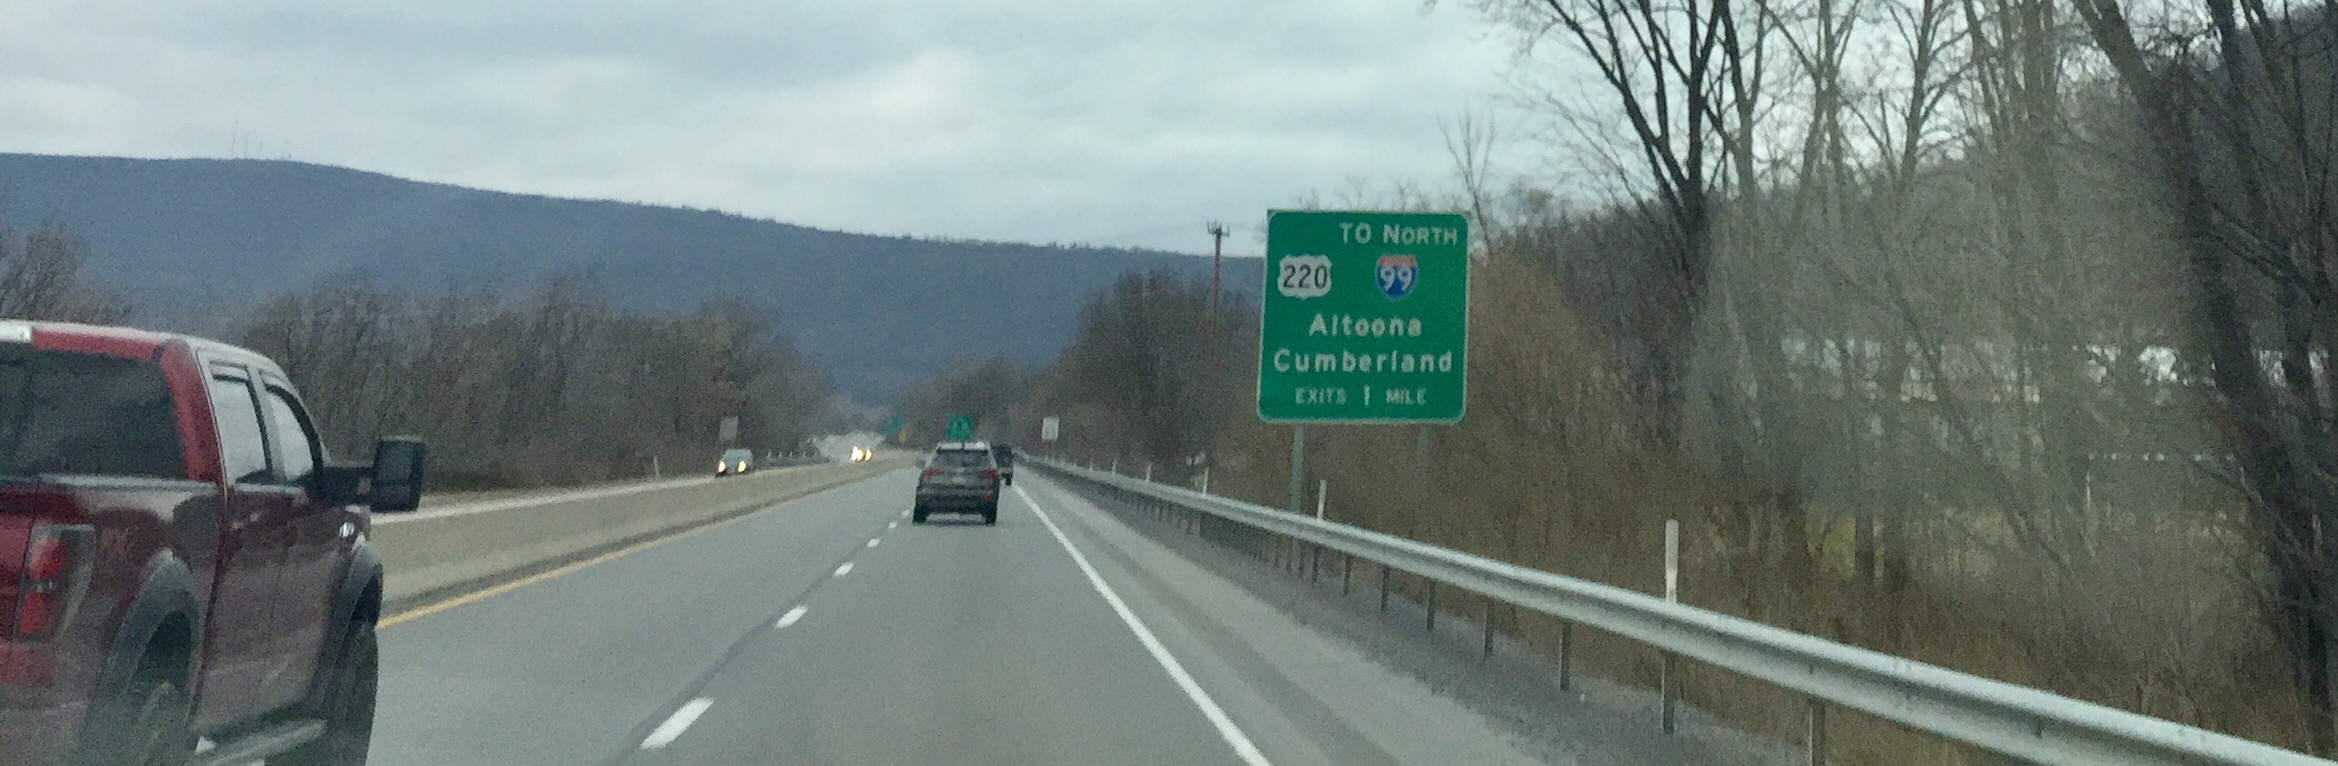 TO NORTH
220 99
Altoona
Cumberland
EXITS 1 MILE